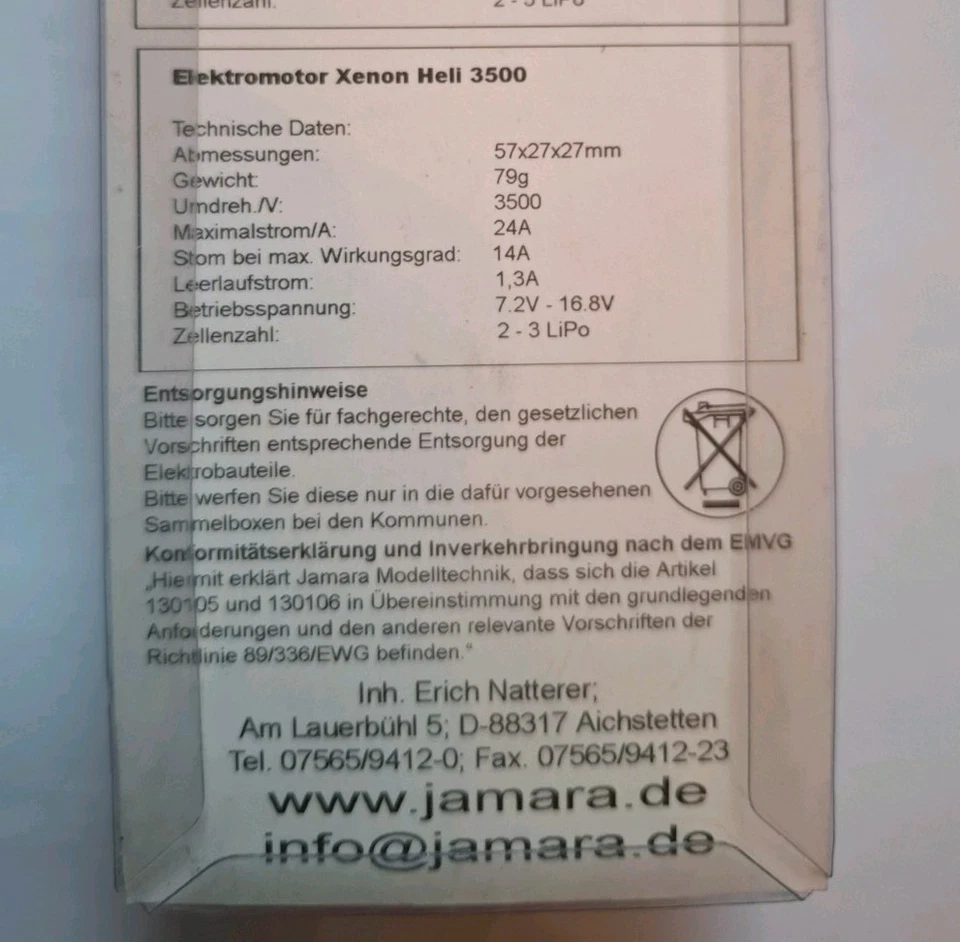 Zellenzahl: 2 - 3 LiPo
Elektromotor Xenon Heli 3500
Technische Daten:
Abmessungen: 57x27x27mm
Gewicht: 79g
Umdreh./V: 3500
Maximalstrom/A: 24A
Stom bei max. Wirkungsgrad: 14A
Leerlaufstrom: 1,3A
Betriebsspannung: 7.2V - 16.8V
Zellenzahl: 2 - 3 LiPo
Entsorgungshinweise
Bitte sorgen Sie für fachgerechte, den gesetzlichen
Vorschriften entsprechende Entsorgung der
Elektrobauteile.
Bitte werfen Sie diese nur in die dafür vorgesehenen
Sammelboxen bei den Kommunen.
Konformitätserklärung und Inverkehrbringung nach dem EMVG
„Hiermit erklärt Jamara Modelltechnik, dass sich die Artikel
130105 und 130106 in Übereinstimmung mit den grundlegenden
Anforderungen und den anderen relevante Vorschriften der
Richtlinie 89/336/EWG befinden.“
Inh. Erich Natterer;
Am Lauerbühl 5; D-88317 Aichstetten
Tel. 07565/9412-0; Fax. 07565/9412-23
www.jamara.de
info@jamara.de